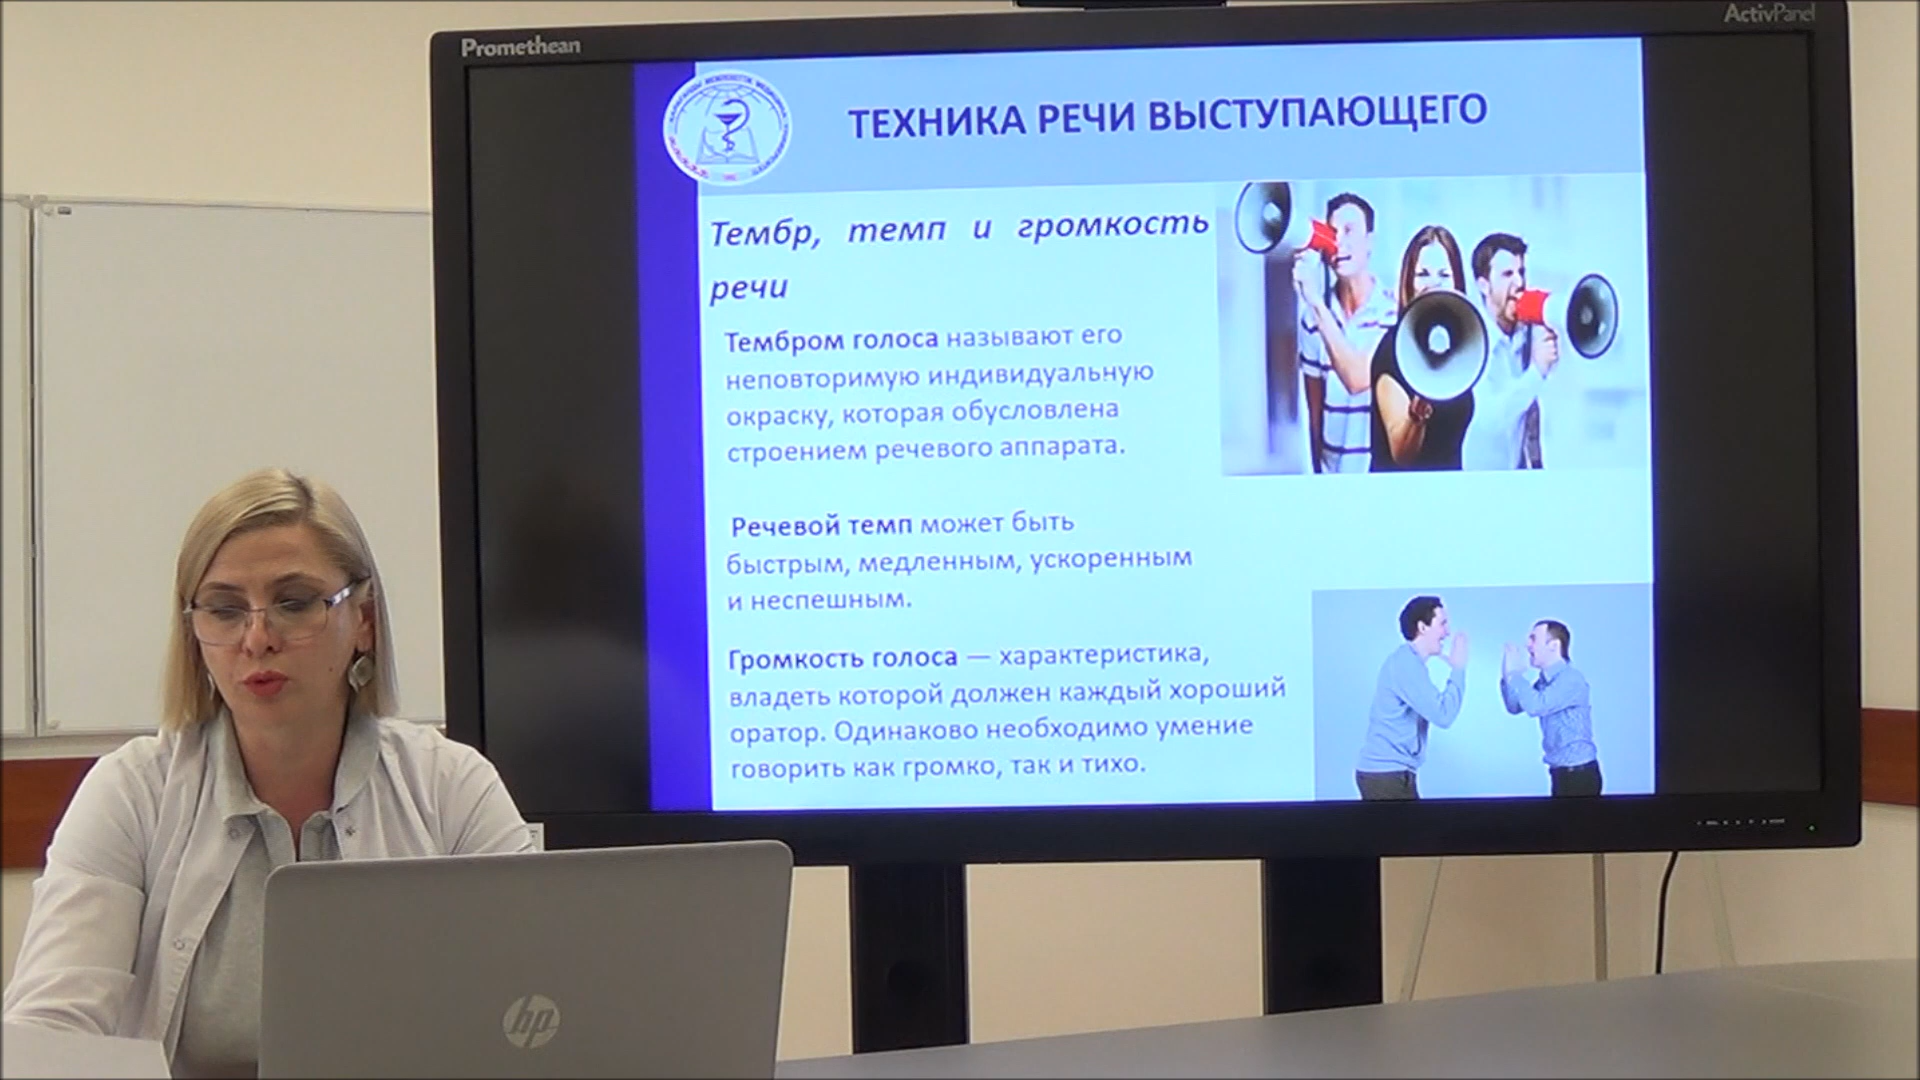 Promethean
ActivPanel
ТЕХНИКА РЕЧИ ВЫСТУПАЮЩЕГО
Тембр, темп и громкость
речи
Тембром голоса называют его
неповторимую индивидуальную
окраску, которая обусловлена
строением речевого аппарата.
Речевой темп может быть
быстрым, медленным, ускоренным
и неспешным.
Громкость голоса — характеристика,
владеть которой должен каждый хороший
оратор. Одинаково необходимо умение
говорить как громко, так и тихо.
hp